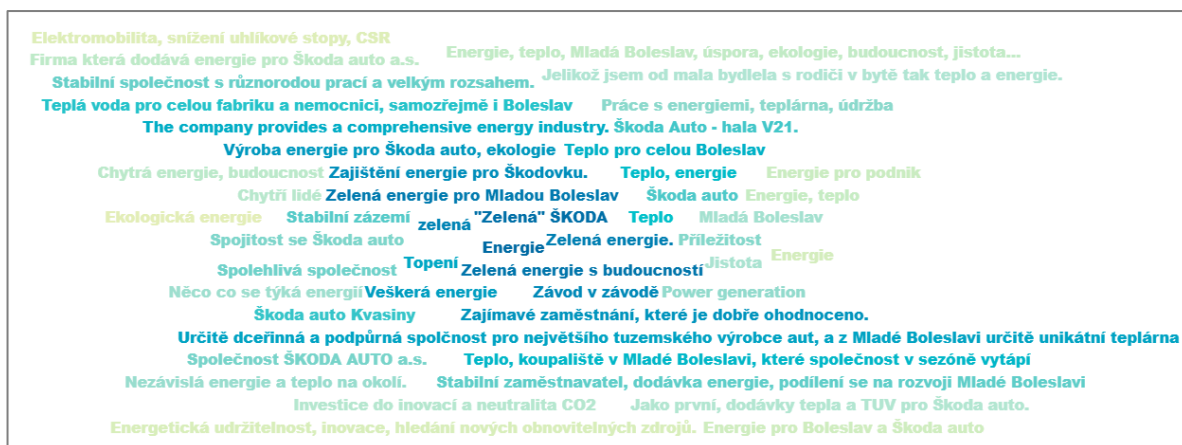 Elektromobilita, snížení uhlíkové stopy, CSR
Energie, teplo, Mladá Boleslav, úspora, ekologie, budoucnost, jistota...
Firma která dodává energie pro Škoda auto a.s.
Jelikož jsem od mala bydlela s rodiči v bytě tak teplo a energie.
Stabilní společnost s různorodou prací a velkým rozsahem.
Teplá voda pro celou fabriku a nemocnici, samozřejmě i Boleslav
Práce s energiemi, teplárna, údržba
The company provides a comprehensive energy industry.
Škoda Auto - hala V21.
Výroba energie pro Škoda auto, ekologie
Teplo pro celou Boleslav
Chytrá energie, budoucnost
Zajištění energie pro Škodovku.
Teplo, energie
Energie pro podnik
Chytří lidé
Zelená energie pro Mladou Boleslav
Škoda auto
Energie, teplo
Ekologická energie
Stabilní zázemí
zelená
"Zelená" ŠKODA
Teplo
Mladá Boleslav
Spojitost se Škoda auto
Energie
Zelená energie.
Příležitost
Spolehlivá společnost
Topení
Zelená energie s budoucností
Jistota
Energie
Něco co se týká energií
Veškerá energie
Závod v závodě
Power generation
Škoda auto Kvasiny
Zajímavé zaměstnání, které je dobře ohodnoceno.
Určitě dceřinná a podpůrná spolčnost pro největšího tuzemského výrobce aut, a z Mladé Boleslavi určitě unikátní teplárna
Společnost ŠKODA AUTO a.s.
Teplo, koupaliště v Mladé Boleslavi, které společnost v sezóně vytápí
Nezávislá energie a teplo na okolí.
Stabilní zaměstnavatel, dodávka energie, podílení se na rozvoji Mladé Boleslavi
Investice do inovací a neutralita CO2
Jako první, dodávky tepla a TUV pro Škoda auto.
Energetická udržitelnost, inovace, hledání nových obnovitelných zdrojů.
Energie pro Boleslav a Škoda auto